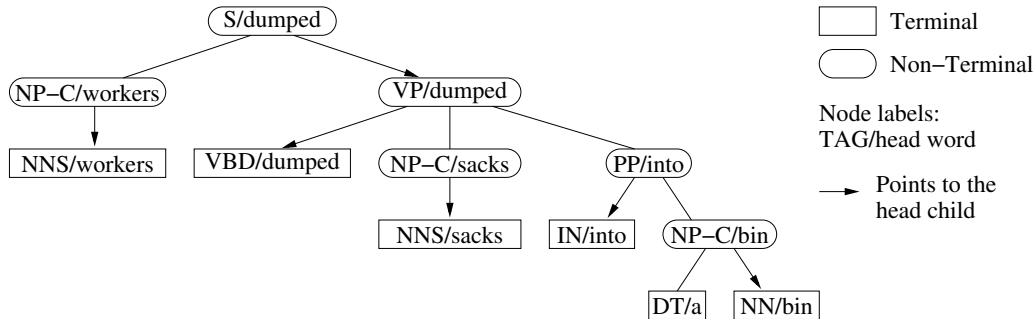 S/dumped
NP−C/workers
VP/dumped
NNS/workers
VBD/dumped
NP−C/sacks
PP/into
NNS/sacks
IN/into
NP−C/bin
DT/a
NN/bin
Terminal
Non−Terminal
Node labels:
TAG/head word
Points to the
head child